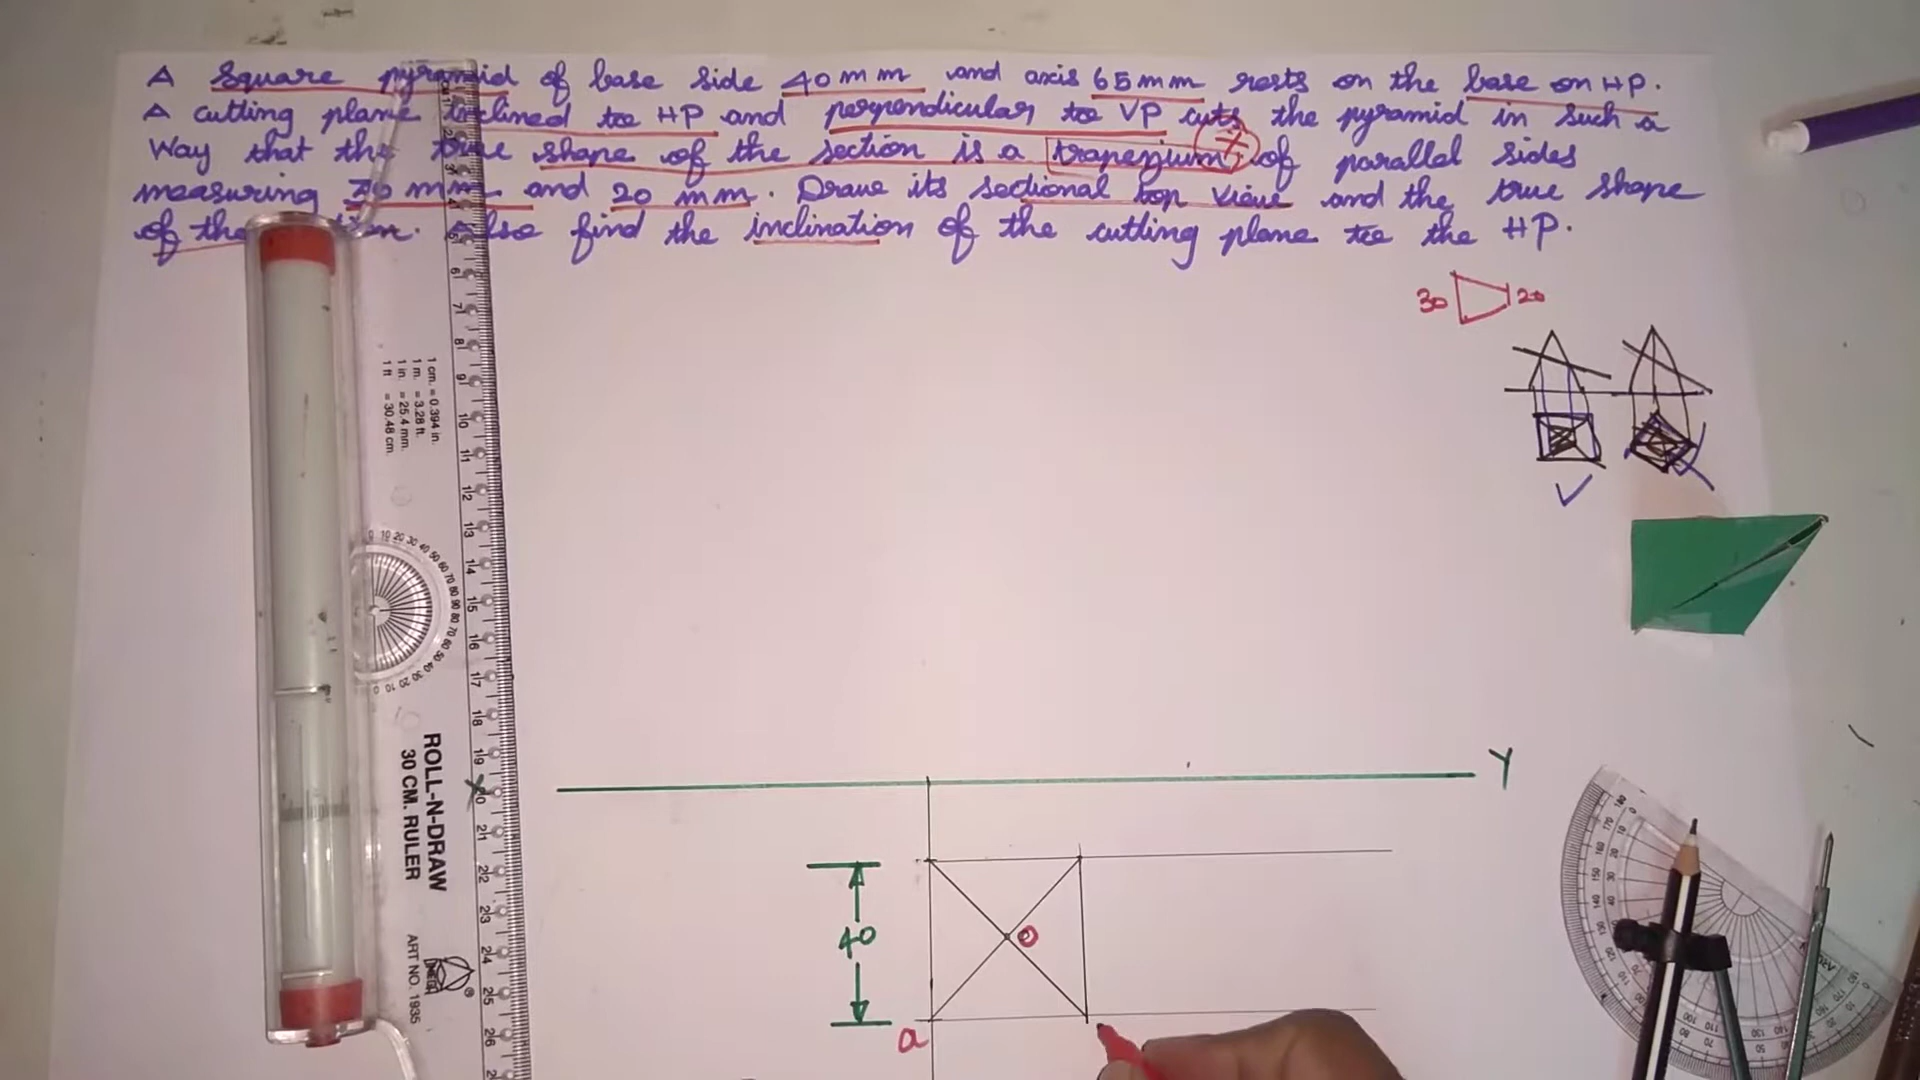 A square pyramid of base side 40 mm and axis 65 mm rests on the base on HP.
A cutting plane inclined to HP and perpendicular to VP cuts the pyramid in such a
way that the true shape of the section is a trapezium of parallel sides
measuring 30 mm and 20 mm. Draw its sectional top view and the true shape
of the section. Also find the inclination of the cutting plane to the HP.
30
20
1 cm. = 0.394 in.
1 m. = 3.28 ft.
1 in. = 25.4 mm.
1 ft = 30.48 cm.
ROLL-N-DRAW
30 CM. RULER
ART NO. 1935
X
Y
40
o
a